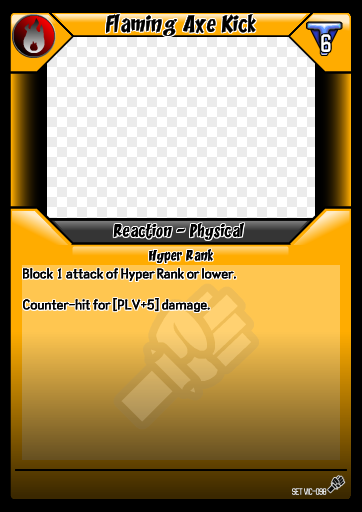 Flaming Axe Kick
6
Reaction - Physical
Hyper Rank
Block 1 attack of Hyper Rank or lower.
Counter-hit for [PLV+5] damage.
SET VIC-098